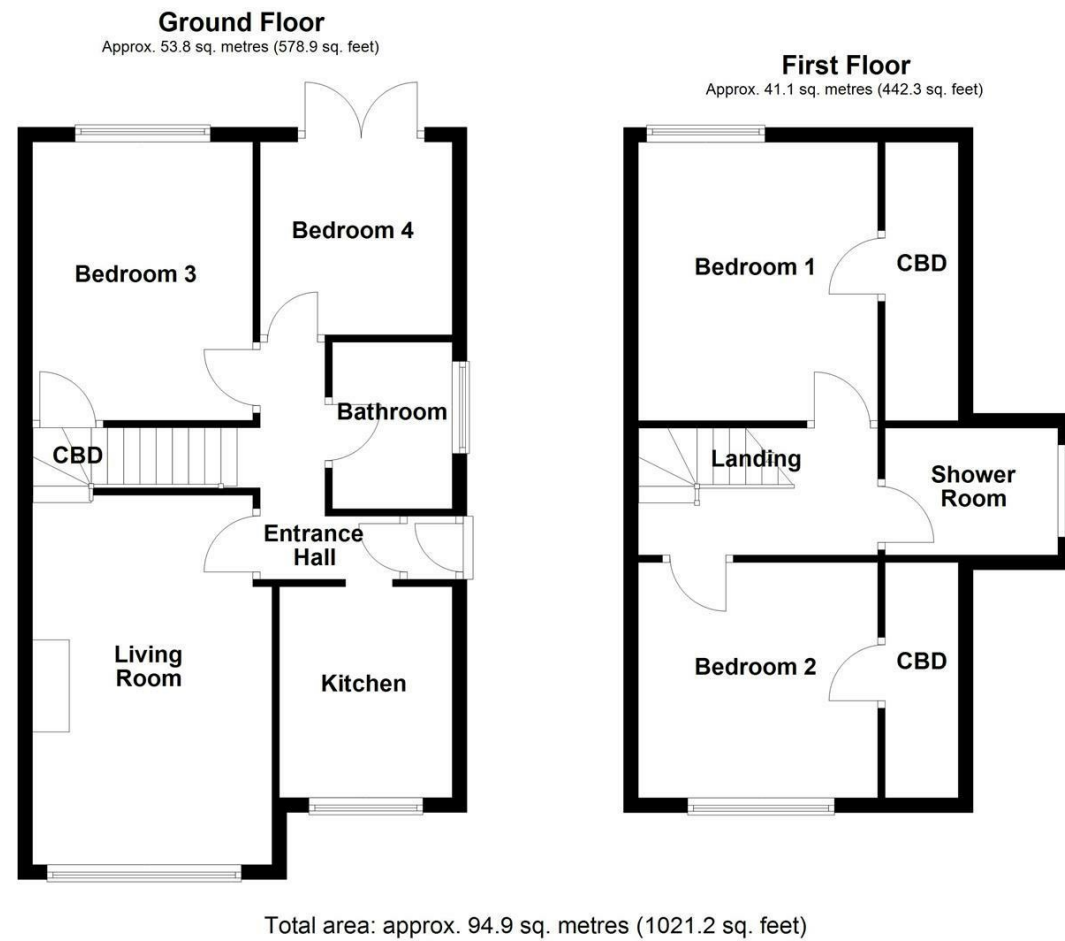 Ground Floor
Approx. 53.8 sq. metres (578.9 sq. feet)
Bedroom 3
Bedroom 4
Bathroom
CBD
Entrance
Hall
Living
Room
Kitchen
First Floor
Approx. 41.1 sq. metres (442.3 sq. feet)
Bedroom 1
CBD
Landing
Shower
Room
Bedroom 2
CBD
Total area: approx. 94.9 sq. metres (1021.2 sq. feet)